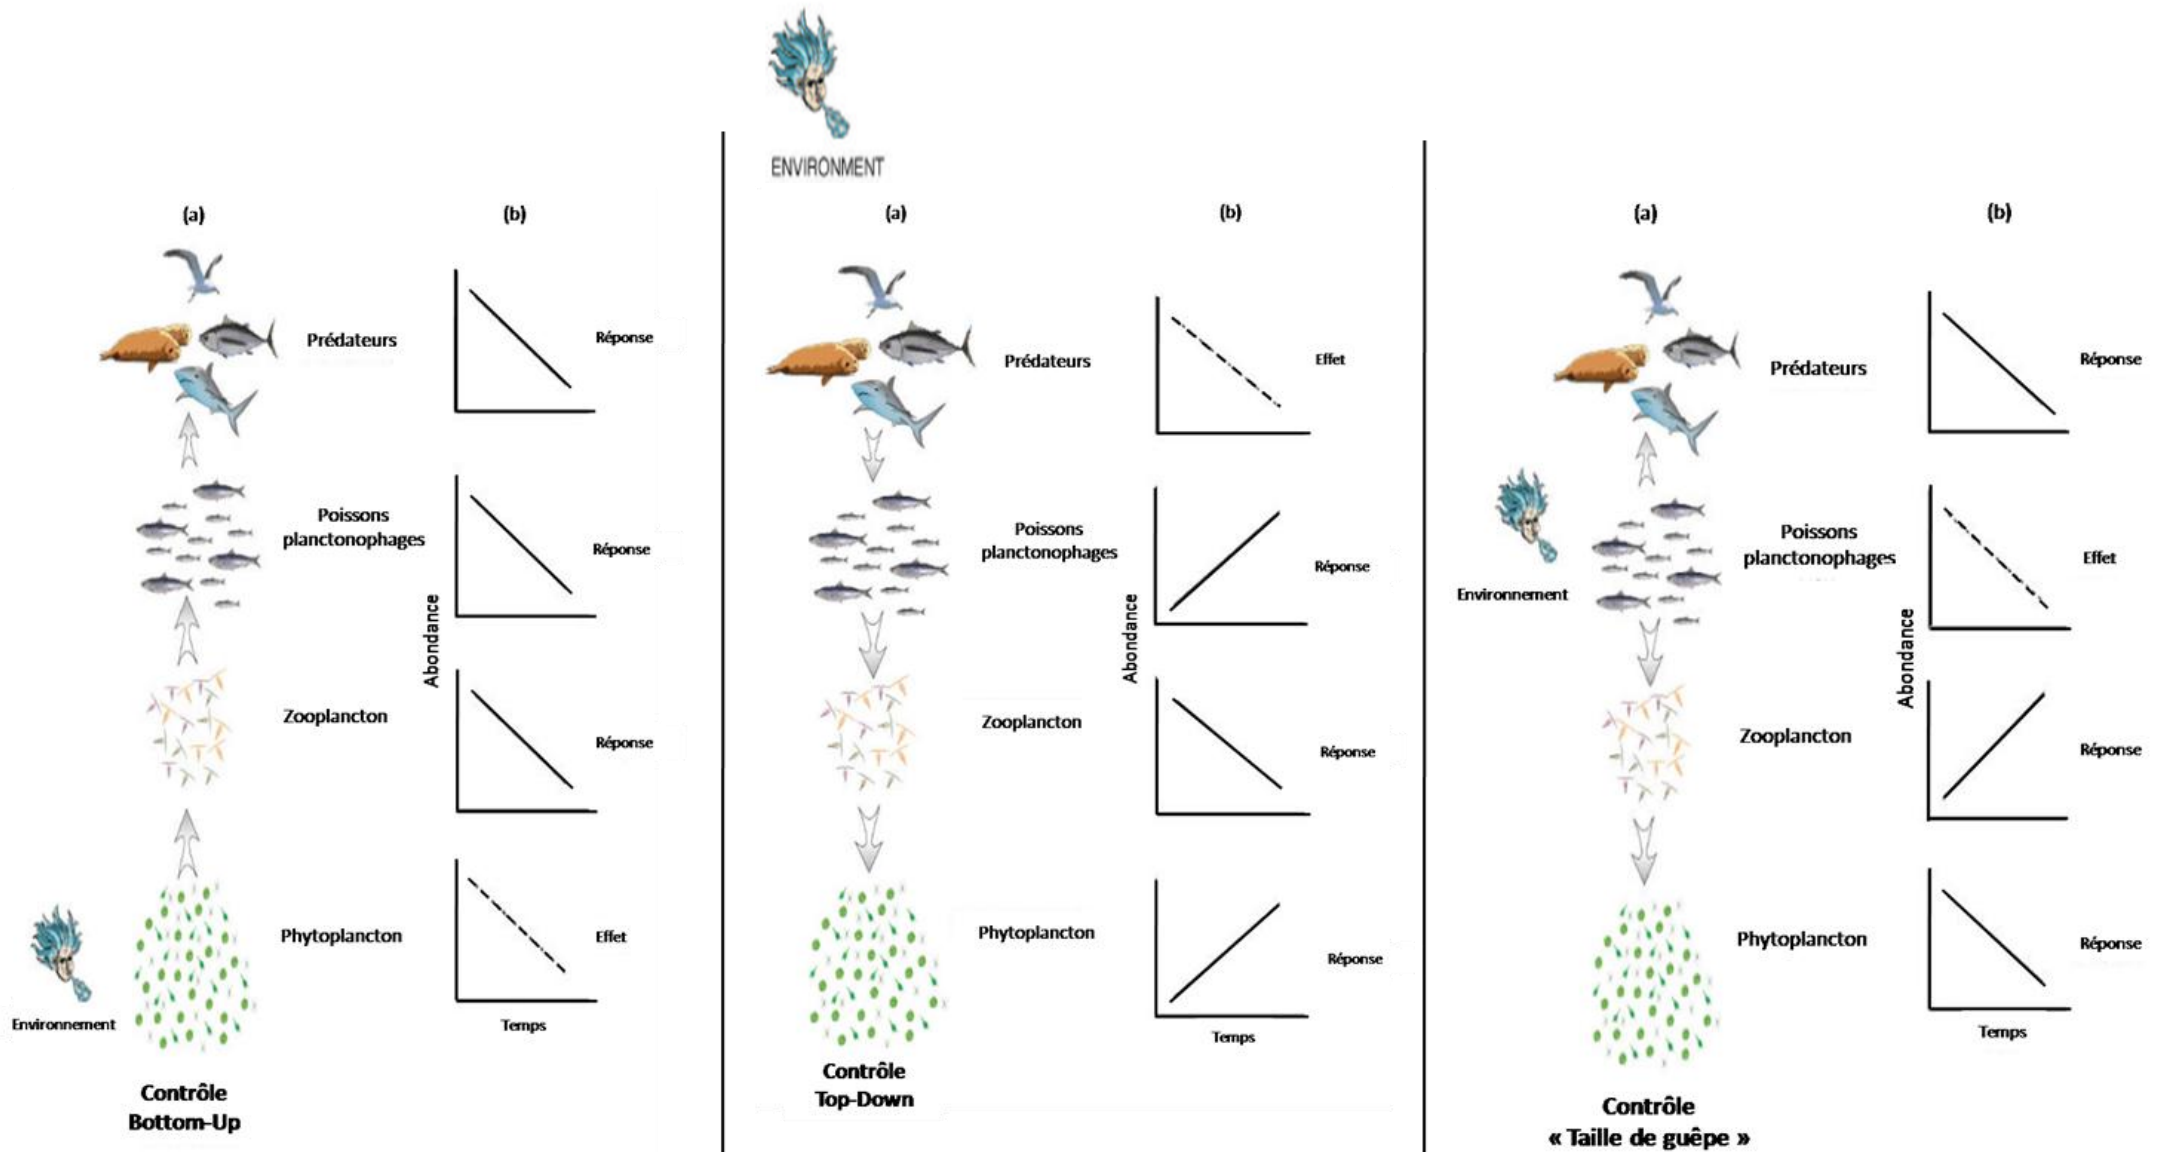 (a)
(b)
Prédateurs
Réponse
Poissons
planctonophages
Réponse
Abondance
Zooplancton
Réponse
Phytoplancton
Effet
Environnement
Temps
Contrôle
Bottom-Up
ENVIRONMENT
(a)
(b)
Prédateurs
Effet
Poissons
planctonophages
Réponse
Abondance
Zooplancton
Réponse
Phytoplancton
Réponse
Temps
Contrôle
Top-Down
(a)
(b)
Prédateurs
Réponse
Poissons
planctonophages
Effet
Environnement
Abondance
Zooplancton
Réponse
Phytoplancton
Réponse
Temps
Contrôle
« Taille de guêpe »